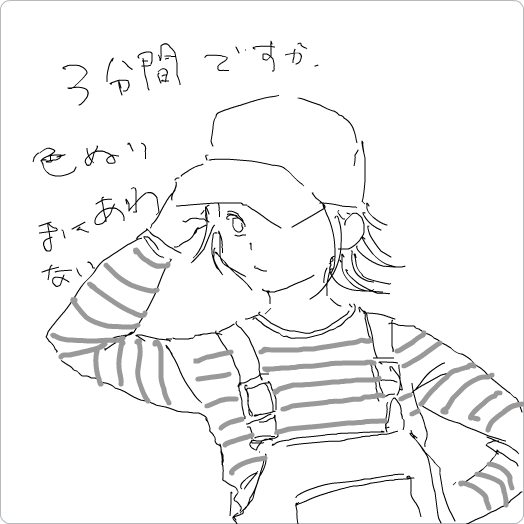 3分間ですか.
色ぬり
まにあわ
ない